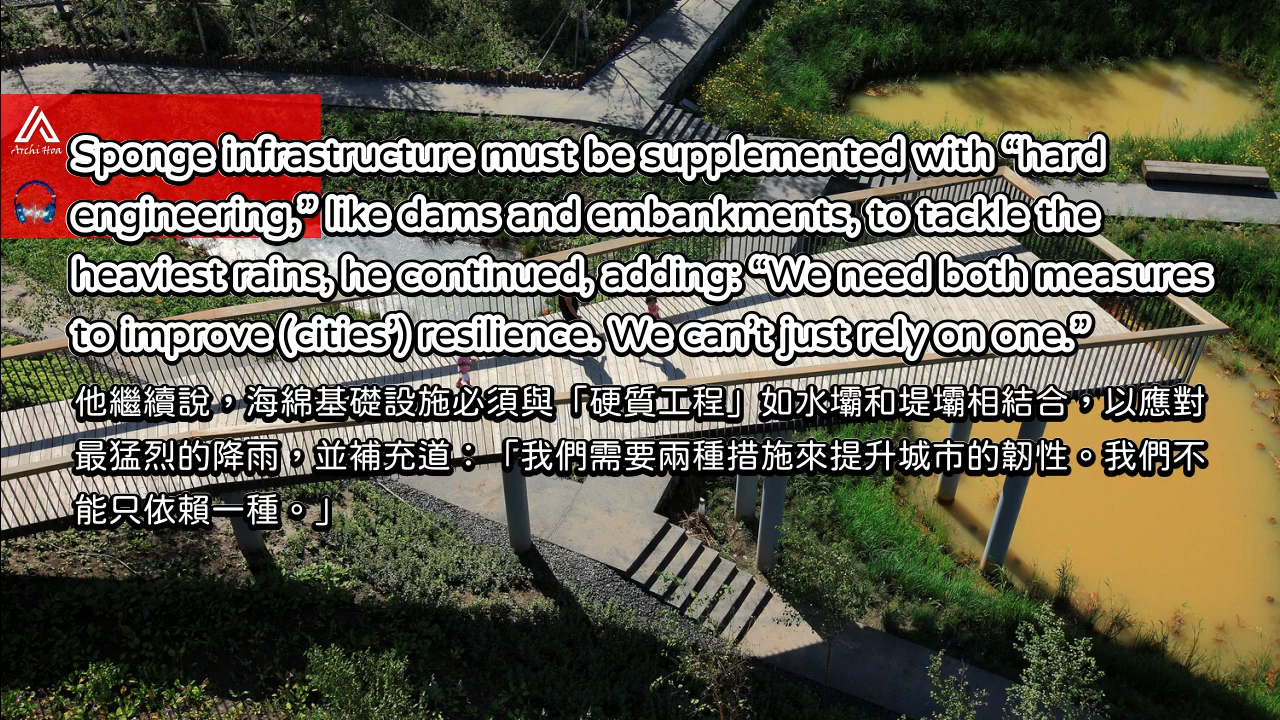 Archi Hoa
Sponge infrastructure must be supplemented with “hard
engineering,” like dams and embankments, to tackle the
heaviest rains, he continued, adding: “We need both measures
to improve (cities’) resilience. We can’t just rely on one.”
他繼續說，海綿基礎設施必須與「硬質工程」如水壩和堤壩相結合，以應對
最猛烈的降雨，並補充道：「我們需要兩種措施來提升城市的韌性。我們不
能只依賴一種。」